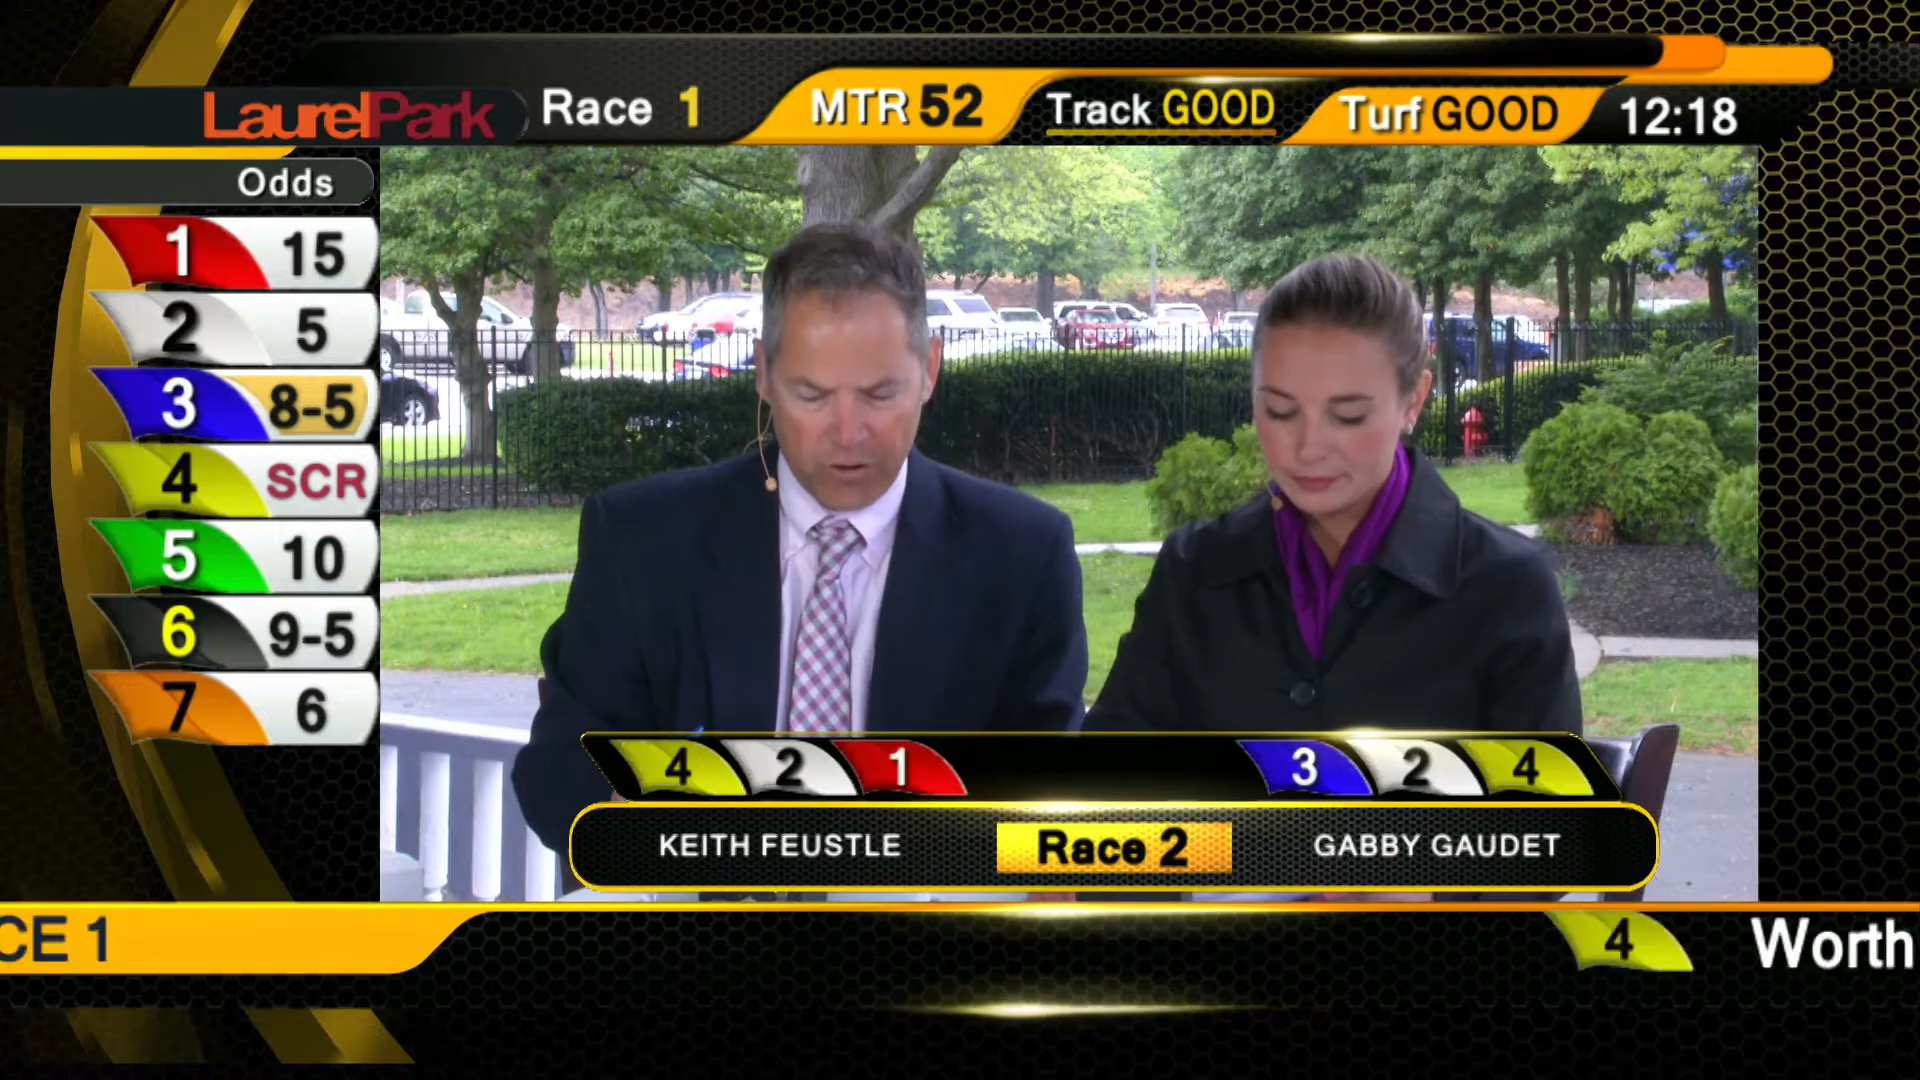 LaurelPark Race 1 MTR 52 Track GOOD Turf GOOD 12:18
Odds
1 15
2 5
3 8-5
4 SCR
5 10
6 9-5
7 6
4 2 1 3 2 4
KEITH FEUSTLE Race 2 GABBY GAUDET
CE 1 4 Worth